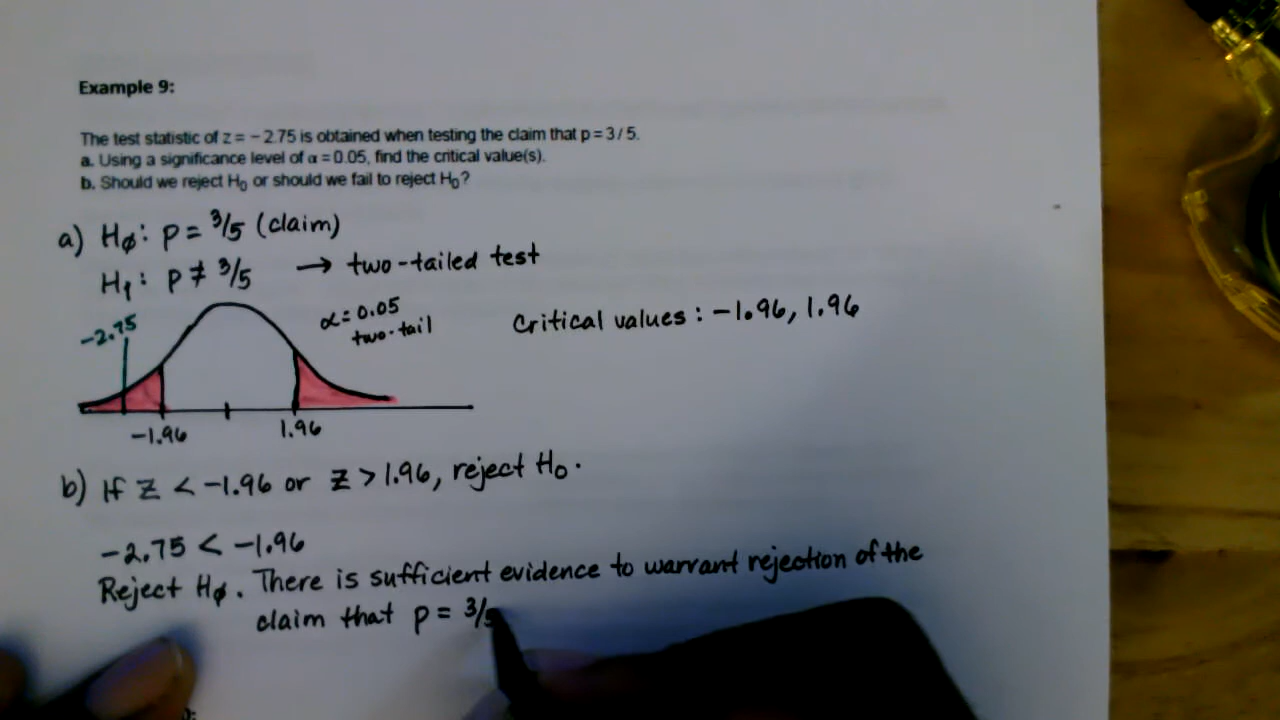 Example 9:
The test statistic of z = − 2.75 is obtained when testing the claim that p = 3 / 5.
a. Using a significance level of α = 0.05, find the critical value(s).
b. Should we reject H0 or should we fail to reject H0?
a) H0: p = 3/5 (claim)
H1: p ≠ 3/5 → two-tailed test
-2.75
α = 0.05
two-tail
Critical values: -1.96, 1.96
-1.96 1.96
b) If z < -1.96 or z > 1.96, reject H0.
-2.75 < -1.96
Reject H0. There is sufficient evidence to warrant rejection of the
claim that p = 3/5